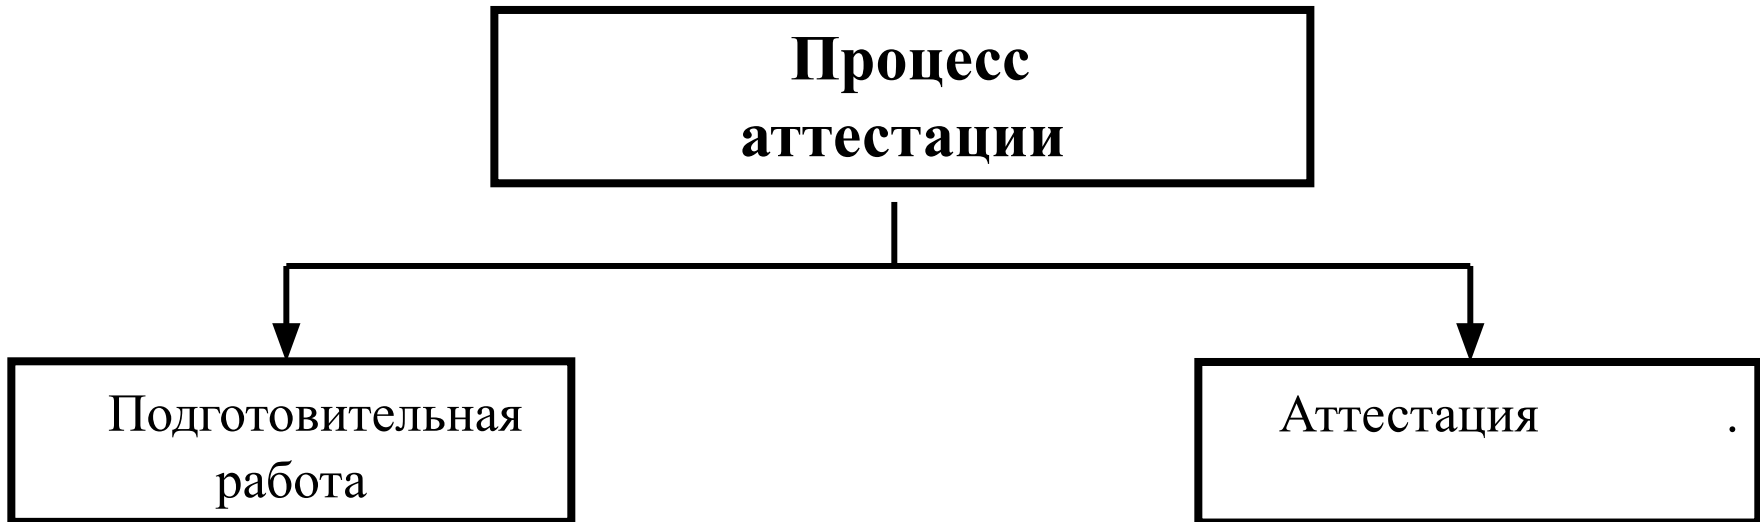 Процесс
аттестации
Подготовительная
работа
Аттестация .